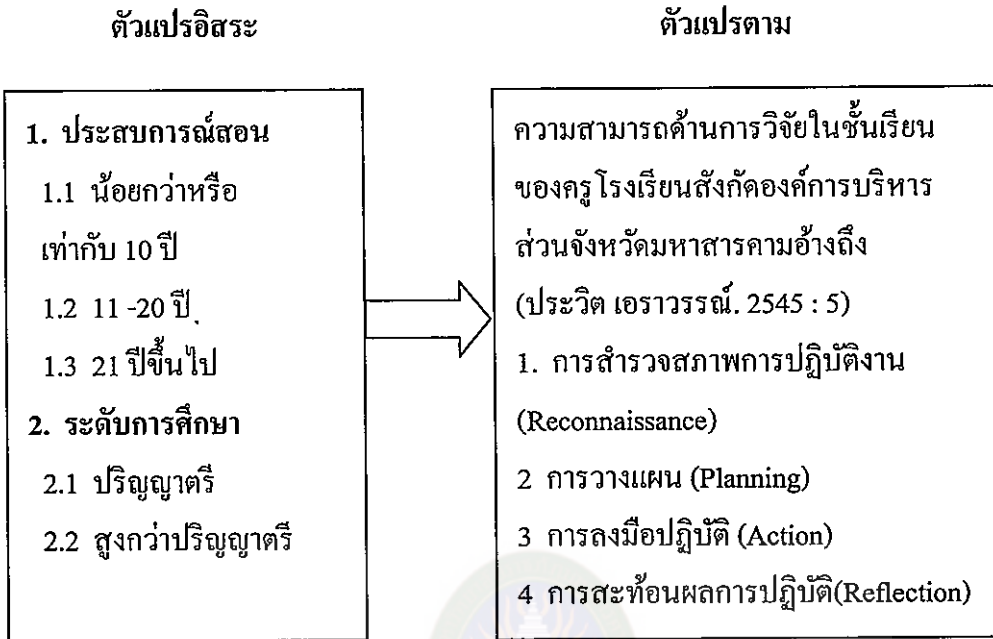 ตัวแปรอิสระ
ตัวแปรตาม
1. ประสบการณ์สอน
1.1 น้อยกว่าหรือ
เท่ากับ 10 ปี
1.2 11 -20 ปี
1.3 21 ปีขึ้นไป
2. ระดับการศึกษา
2.1 ปริญญาตรี
2.2 สูงกว่าปริญญาตรี
ความสามารถด้านการวิจัยในชั้นเรียน
ของครูโรงเรียนสังกัดองค์การบริหาร
ส่วนจังหวัดมหาสารคามอ้างถึง
(ประวิต เอราวรรณ์. 2545 : 5)
1. การสำรวจสภาพการปฏิบัติงาน
(Reconnaissance)
2 การวางแผน (Planning)
3 การลงมือปฏิบัติ (Action)
4 การสะท้อนผลการปฏิบัติ(Reflection)